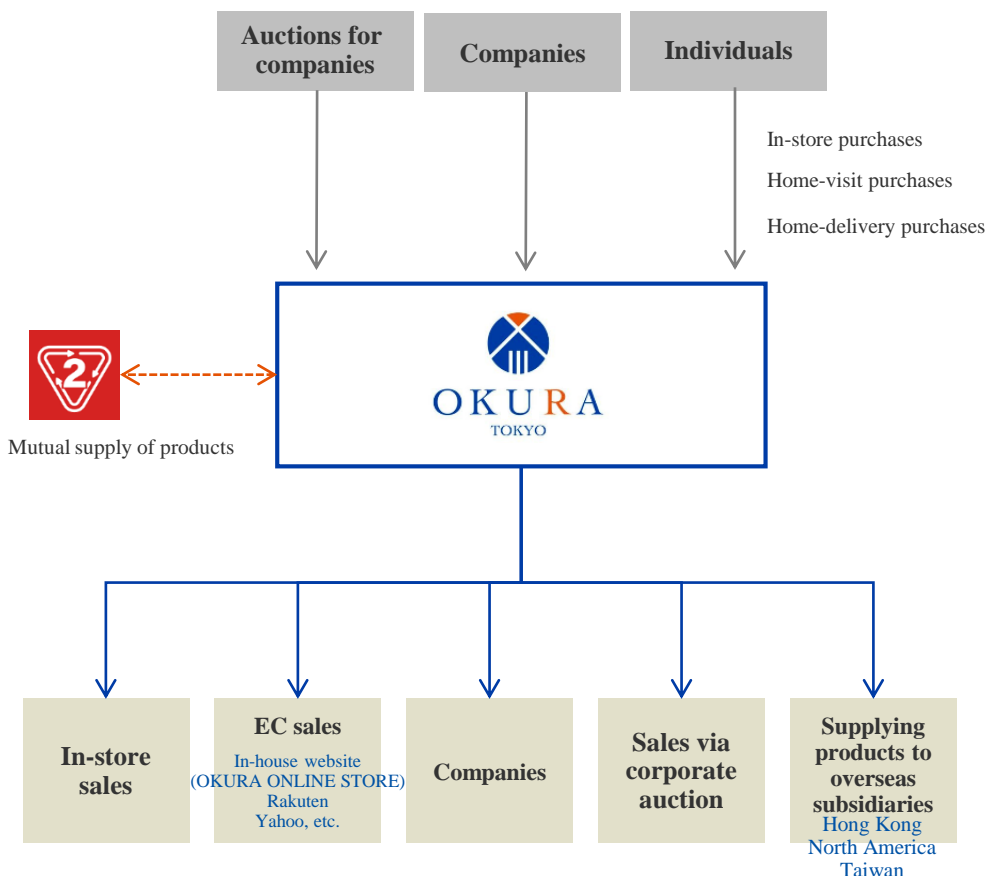 Auctions for
companies
Companies
Individuals
In-store purchases
Home-visit purchases
Home-delivery purchases
2
Mutual supply of products
OKURA
TOKYO
In-store
sales
EC sales
In-house website
(OKURA ONLINE STORE)
Rakuten
Yahoo, etc.
Companies
Sales via
corporate
auction
Supplying
products to
overseas
subsidiaries
Hong Kong
North America
Taiwan